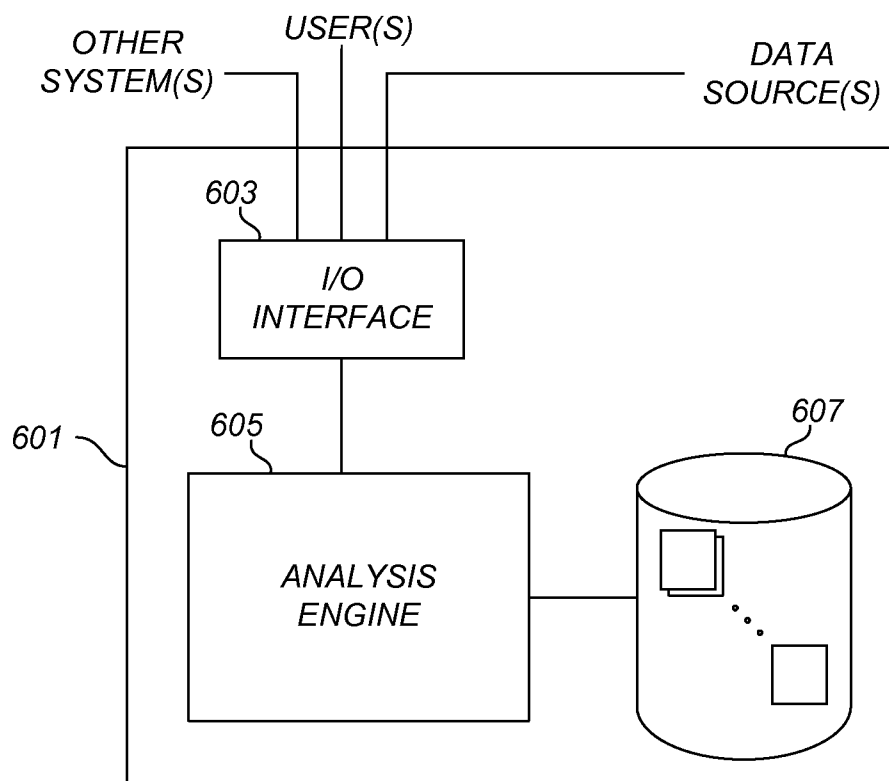 OTHER
SYSTEM(S)
USER(S)
DATA
SOURCE(S)
603
I/O
INTERFACE
601
605
607
ANALYSIS
ENGINE